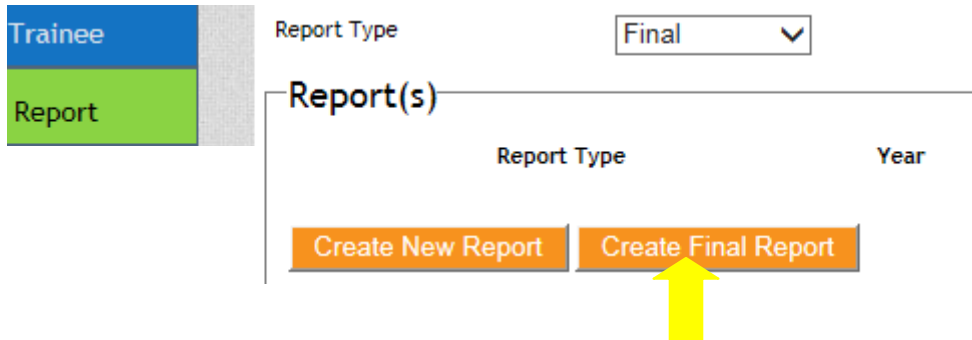 Trainee
Report
Report Type
Final
Report(s)
Report Type Year
Create New Report Create Final Report